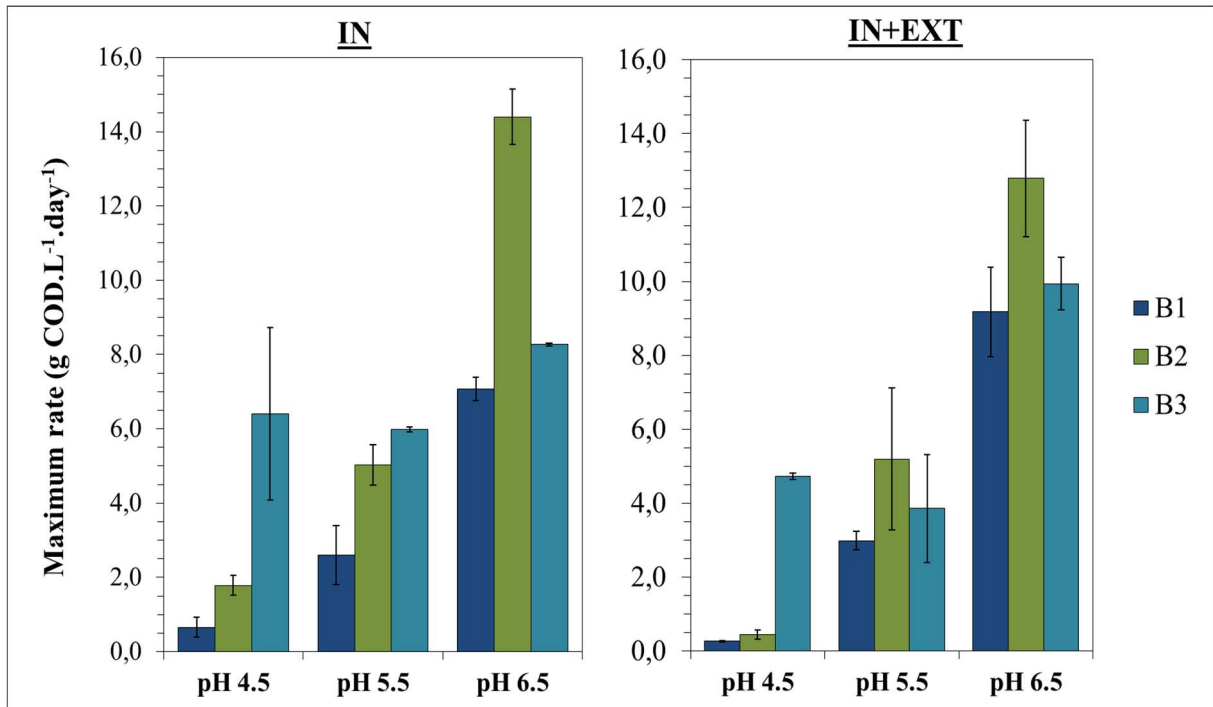 IN
IN+EXT
Maximum rate (g COD.L⁻¹.day⁻¹)
16,0
14,0
12,0
10,0
8,0
6,0
4,0
2,0
0,0
pH 4.5
pH 5.5
pH 6.5
16,0
14,0
12,0
10,0
8,0
6,0
4,0
2,0
0,0
pH 4.5
pH 5.5
pH 6.5
B1
B2
B3